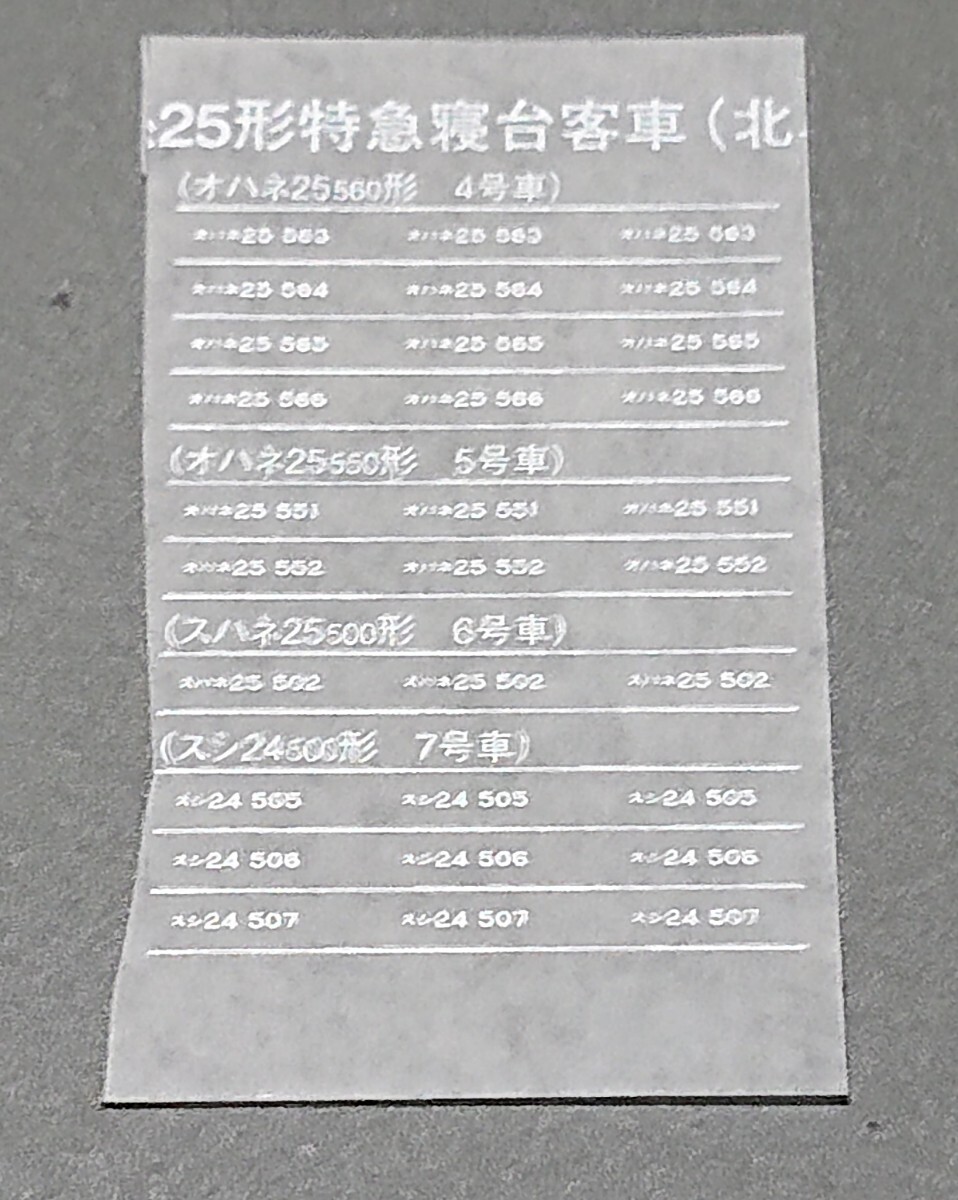 25形特急寝台客車(北
(オハネ25 560形 4号車)
オハネ25 563 オハネ25 563 オハネ25 563
オハネ25 564 オハネ25 564 オハネ25 564
オハネ25 565 オハネ25 565 オハネ25 565
オハネ25 566 オハネ25 566 オハネ25 566
(オハネ25 550形 5号車)
オハネ25 551 オハネ25 551 オハネ25 551
オハネ25 552 オハネ25 552 オハネ25 552
(スハネ25 500形 6号車)
スハネ25 502 スハネ25 502 スハネ25 502
(スシ24 500形 7号車)
スシ24 505 スシ24 505 スシ24 505
スシ24 506 スシ24 506 スシ24 506
スシ24 507 スシ24 507 スシ24 507